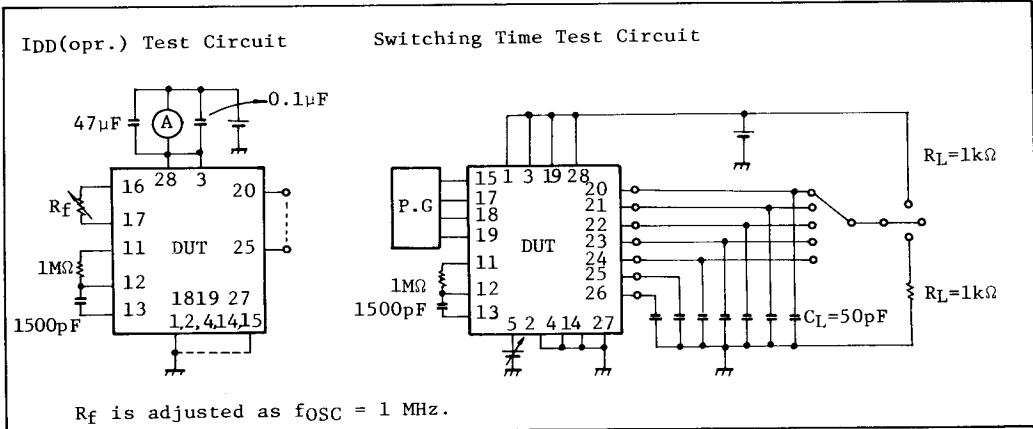 IDD(opr.) Test Circuit
Switching Time Test Circuit
47μF
A
0.1μF
16
28
3
20
Rf
17
11
DUT
25
1MΩ
12
1819 27
13
1,2,4,14,15
1500pF
RL=1kΩ
15
1
3
19
28
20
P.G
17
21
18
22
19
DUT
23
11
24
1MΩ
12
25
1500pF
13
26
5
2
4
14
27
CL=50pF
RL=1kΩ
Rf is adjusted as fOSC = 1 MHz.